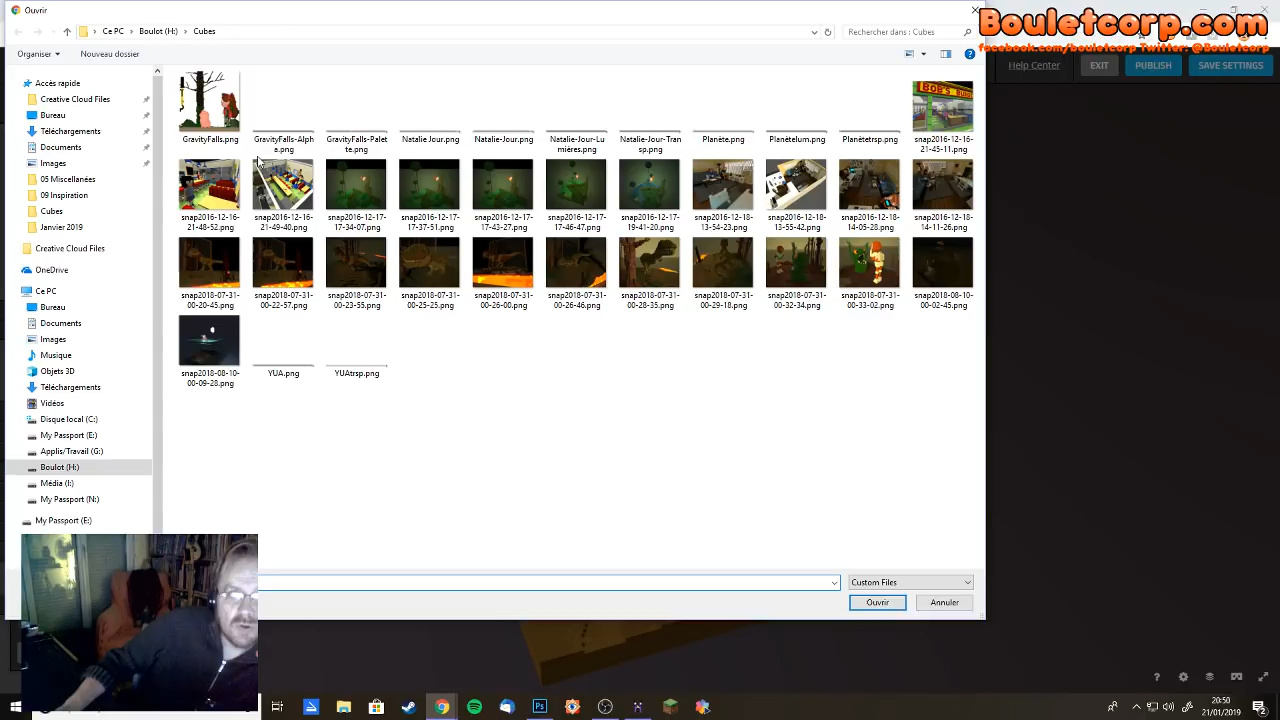 Ouvrir
Bouletcorp.com
facebook.com/bouletcorp Twitter: @Bouletcorp
Ce PC > Boulot (H:) > Cubes
Rechercher dans : Cubes
Organiser
Nouveau dossier
Help Center
EXIT
PUBLISH
SAVE SETTINGS
Accès rapide
Creative Cloud Files
Bureau
Téléchargements
Documents
Images
05 Miscellanées
09 Inspiration
Cubes
Janvier 2019
Creative Cloud Files
OneDrive
Ce PC
Bureau
Documents
Images
Musique
Objets 3D
Téléchargements
Vidéos
Disque local (C:)
My Passport (E:)
Applis/Travail (G:)
Boulot (H:)
Média (I:)
My Passport (N:)
My Passport (E:)
GravityFalls.png
GravityFalls-Alpha.png
GravityFalls-Palette.png
Natalie Jour.png
Natalie-Jour.png
Natalie-Jour-Lumières.png
Natalie-Jour-Transp.png
Planète.png
Planètelum.png
Planètetrsp.png
snap2016-12-16-21-45-11.png
BOB'S BURG
snap2016-12-16-21-48-52.png
snap2016-12-16-21-49-40.png
snap2016-12-17-17-34-07.png
snap2016-12-17-17-37-51.png
snap2016-12-17-17-43-27.png
snap2016-12-17-17-46-47.png
snap2016-12-17-19-41-20.png
snap2016-12-18-13-54-23.png
snap2016-12-18-13-55-42.png
snap2016-12-18-14-05-28.png
snap2016-12-18-14-11-26.png
snap2018-07-31-00-20-45.png
snap2018-07-31-00-22-57.png
snap2018-07-31-00-23-55.png
snap2018-07-31-00-25-25.png
snap2018-07-31-00-26-00.png
snap2018-07-31-00-26-46.png
snap2018-07-31-00-28-35.png
snap2018-07-31-00-29-18.png
snap2018-07-31-00-32-34.png
snap2018-07-31-00-33-02.png
snap2018-08-10-00-02-45.png
snap2018-08-10-00-09-28.png
YUA.png
YUAtrsp.png
Custom Files
Ouvrir
Annuler
20:50
21/01/2019